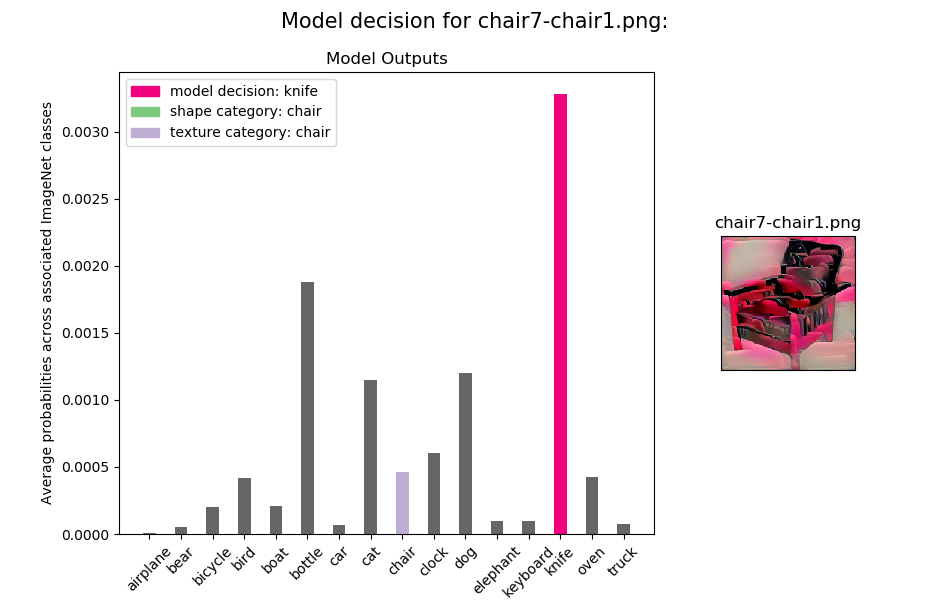 Model decision for chair7-chair1.png:
Model Outputs
model decision: knife
shape category: chair
texture category: chair
Average probabilities across associated ImageNet classes
0.0030
0.0025
0.0020
0.0015
0.0010
0.0005
0.0000
airplane
bear
bicycle
bird
boat
bottle
car
cat
chair
clock
dog
elephant
keyboard
knife
oven
truck
chair7-chair1.png